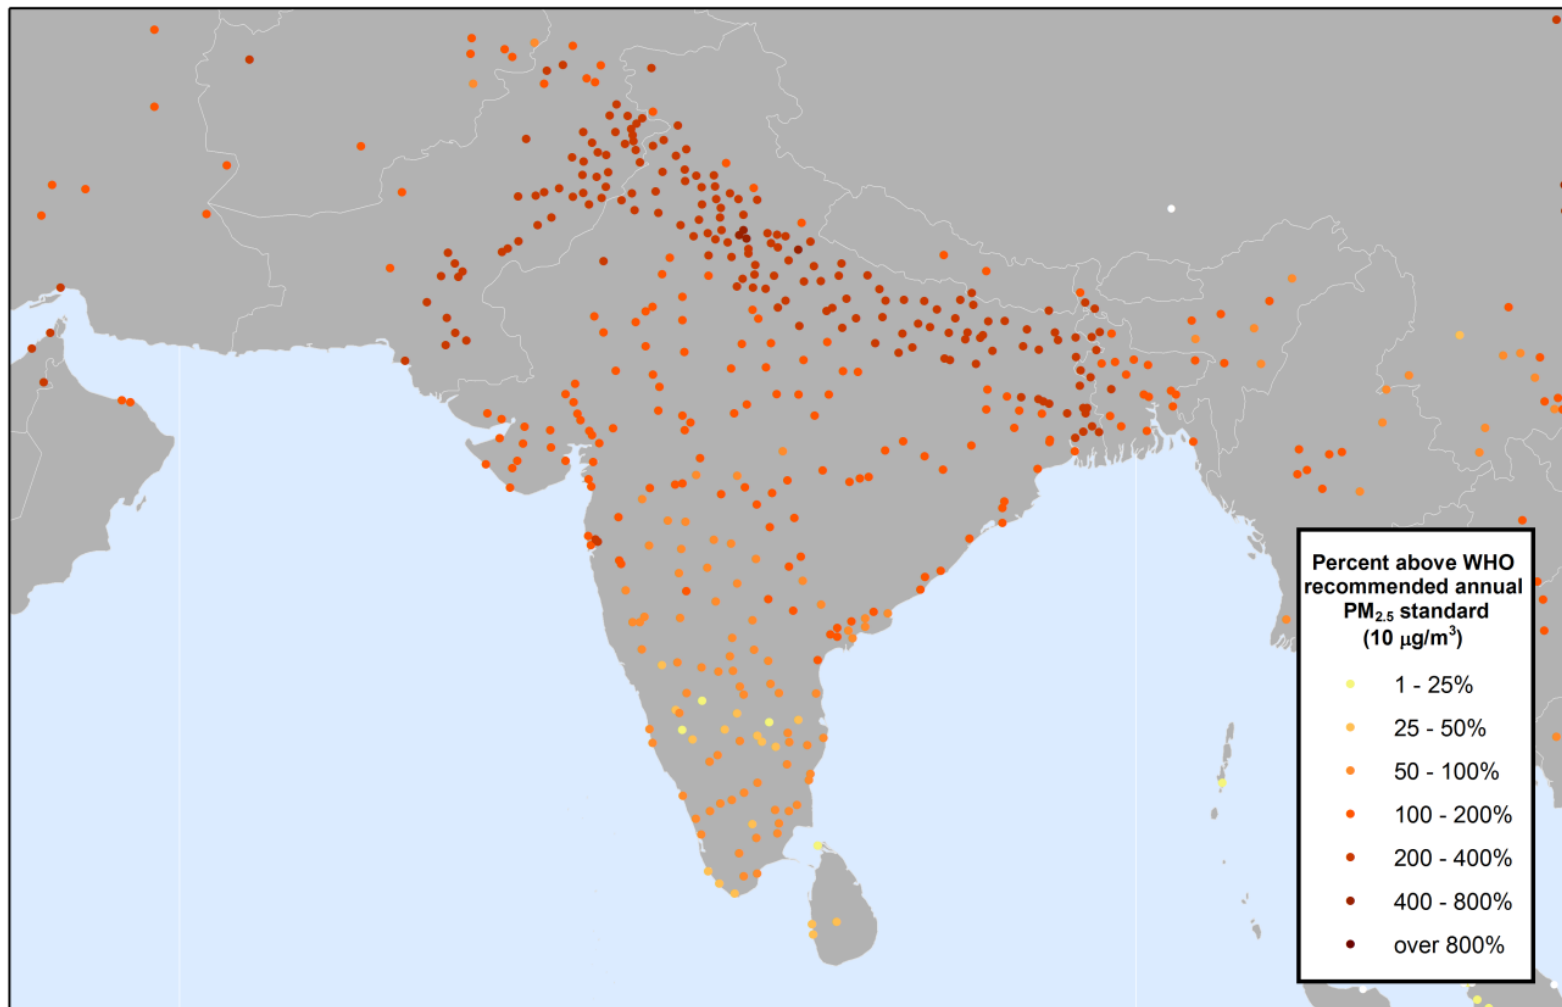 Percent above WHO
recommended annual
PM₂.₅ standard
(10 µg/m³)
1 - 25%
25 - 50%
50 - 100%
100 - 200%
200 - 400%
400 - 800%
over 800%